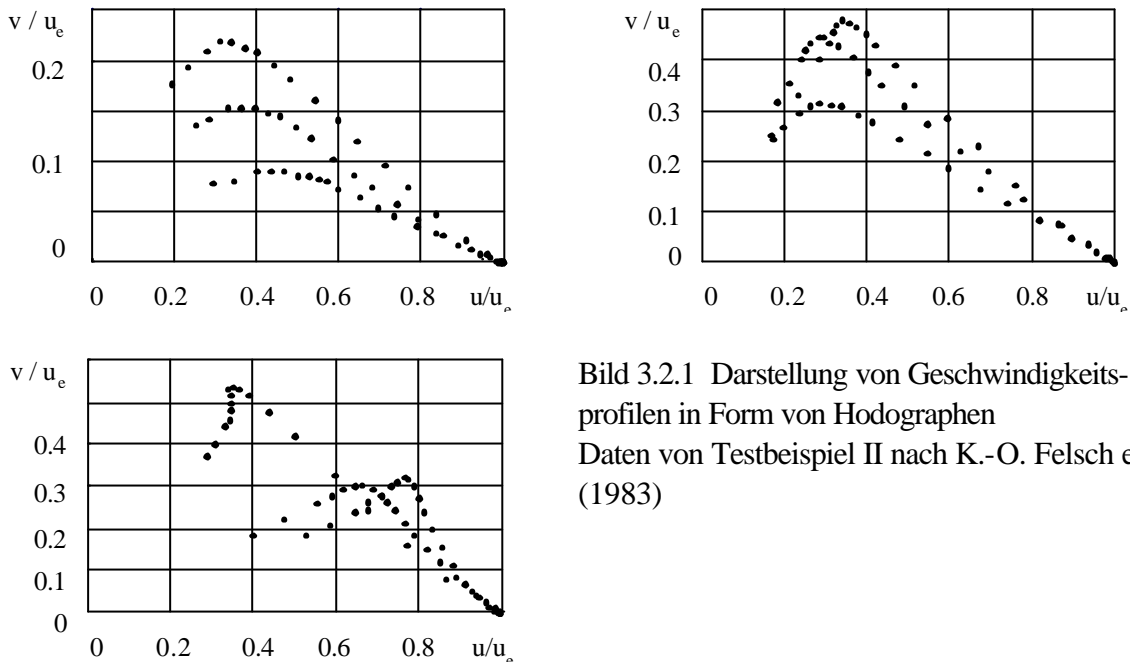 v / u_e
0.2
0.1
0
0 0.2 0.4 0.6 0.8 u/u_e
v / u_e
0.4
0.3
0.2
0.1
0
0 0.2 0.4 0.6 0.8 u/u_e
v / u_e
0.4
0.3
0.2
0.1
0
0 0.2 0.4 0.6 0.8 u/u_e
Bild 3.2.1 Darstellung von Geschwindigkeits-
profilen in Form von Hodographen
Daten von Testbeispiel II nach K.-O. Felsch e
(1983)